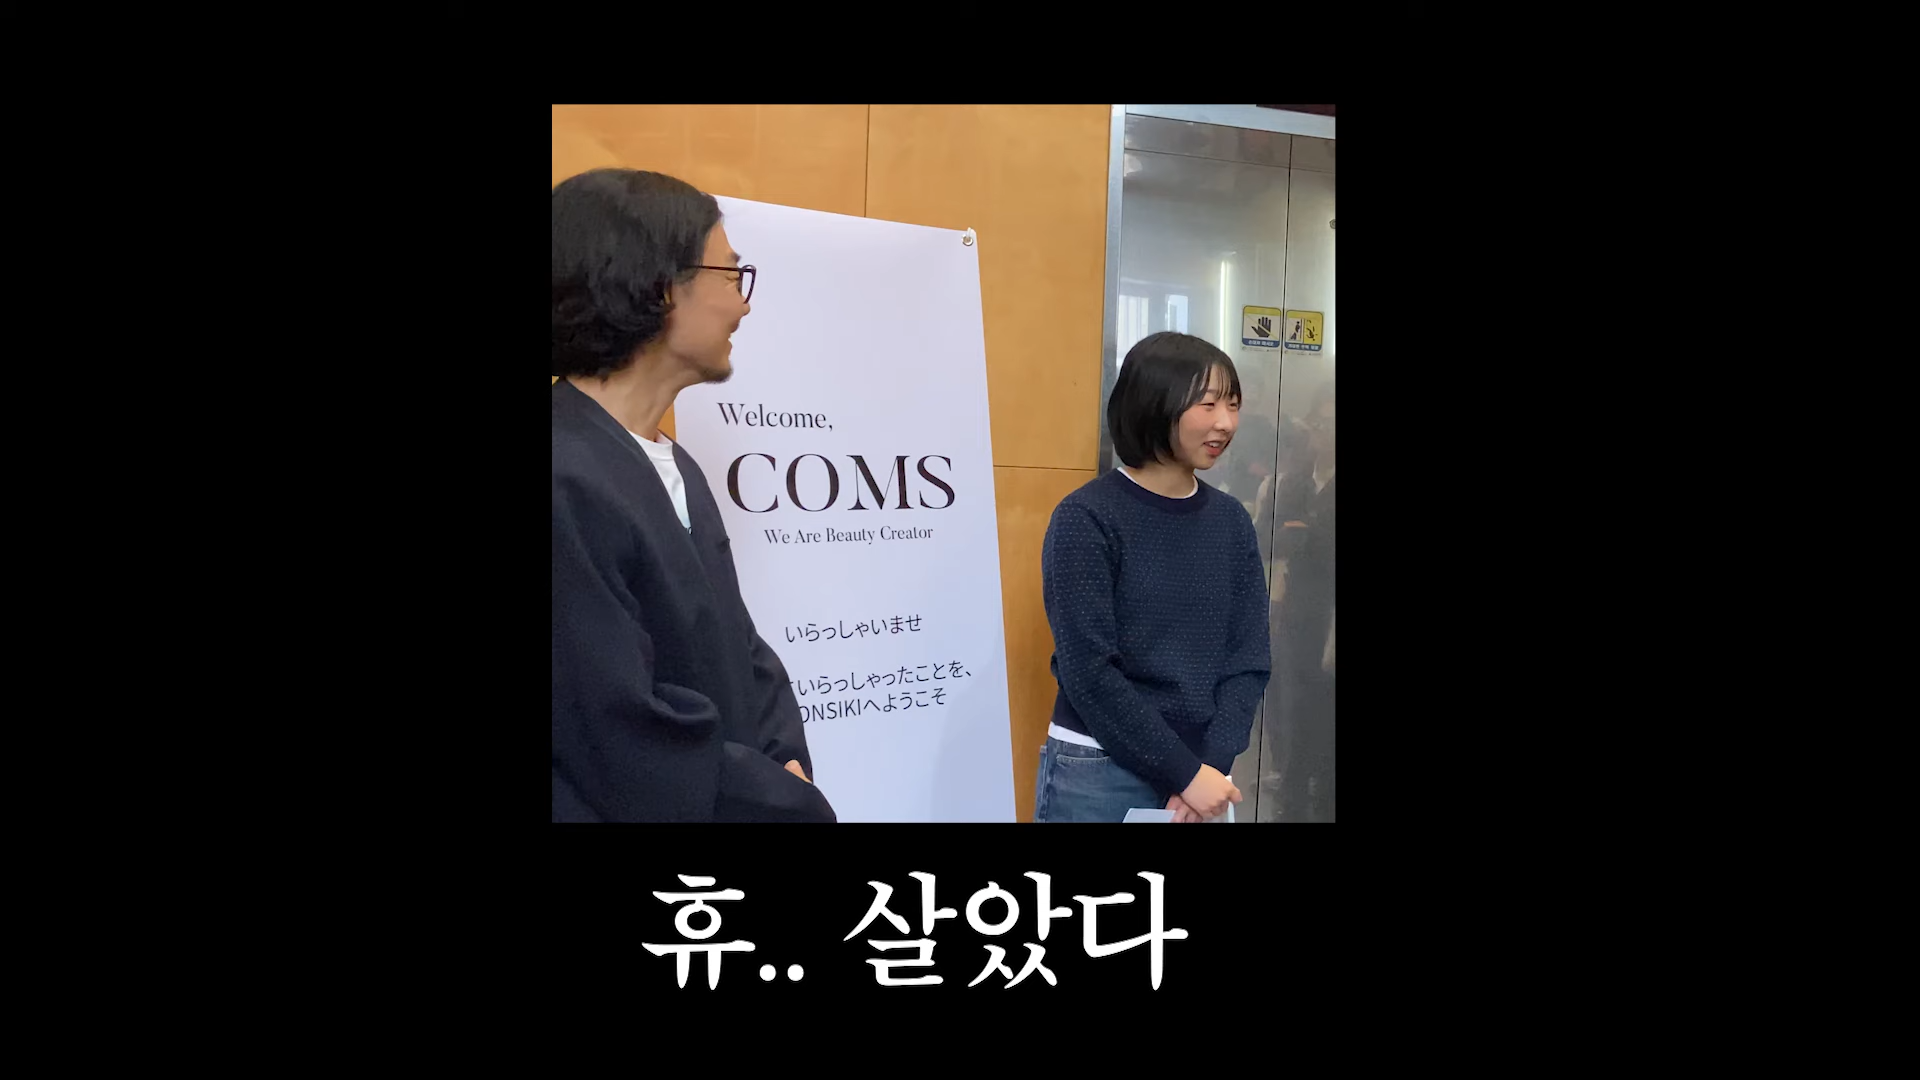 Welcome,
COMS
We Are Beauty Creator
いらっしゃいませ
いらっしゃったことを、
ONSIKIへようこそ
휴.. 살았다